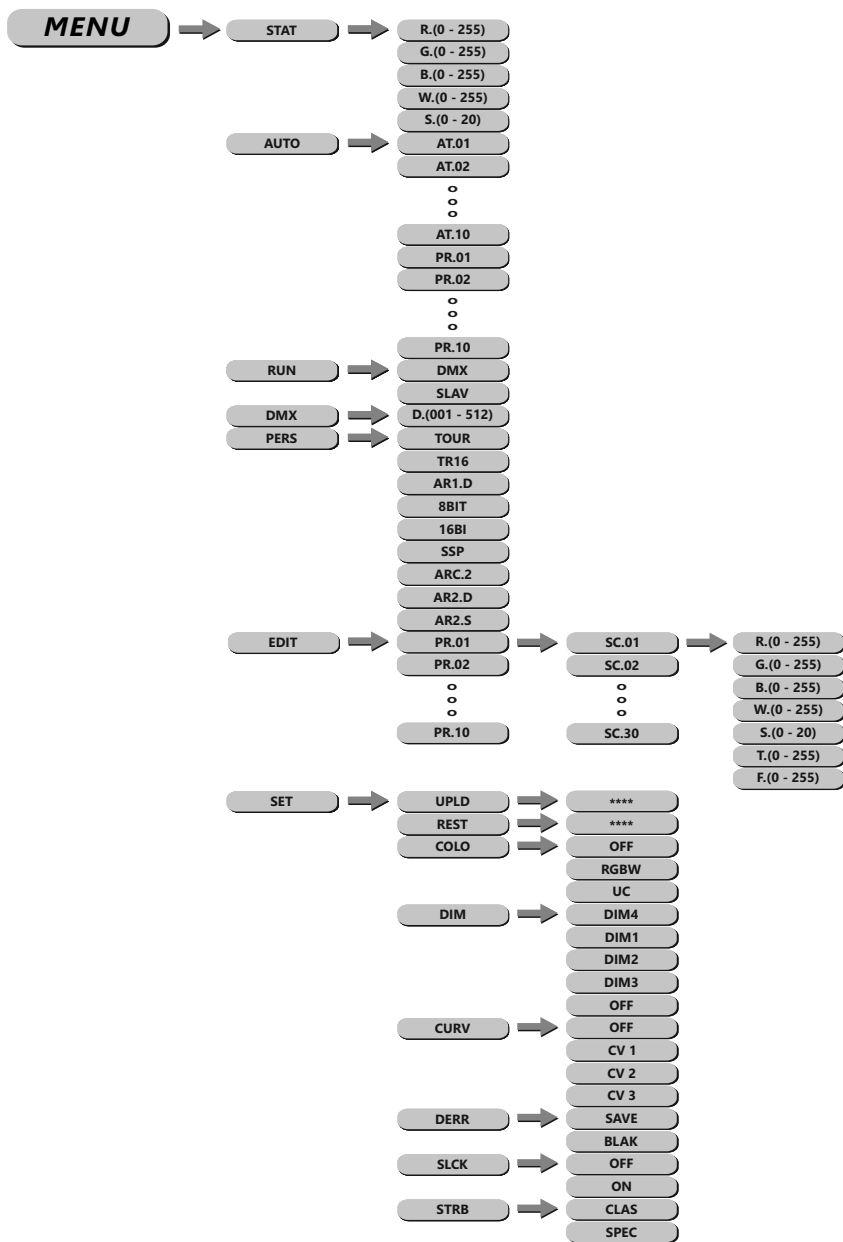 MENU
STAT
R.(0 - 255)
G.(0 - 255)
B.(0 - 255)
W.(0 - 255)
S.(0 - 20)
AUTO
AT.01
AT.02
AT.10
PR.01
PR.02
PR.10
RUN
DMX
SLAV
DMX
D.(001 - 512)
PERS
TOUR
TR16
AR1.D
8BIT
16BI
SSP
ARC.2
AR2.D
AR2.S
EDIT
PR.01
SC.01
R.(0 - 255)
PR.02
SC.02
G.(0 - 255)
B.(0 - 255)
W.(0 - 255)
PR.10
SC.30
S.(0 - 20)
T.(0 - 255)
F.(0 - 255)
SET
UPLD
****
REST
****
COLO
OFF
RGBW
UC
DIM
DIM4
DIM1
DIM2
DIM3
OFF
CURV
OFF
CV 1
CV 2
CV 3
DERR
SAVE
BLAK
SLCK
OFF
ON
STRB
CLAS
SPEC